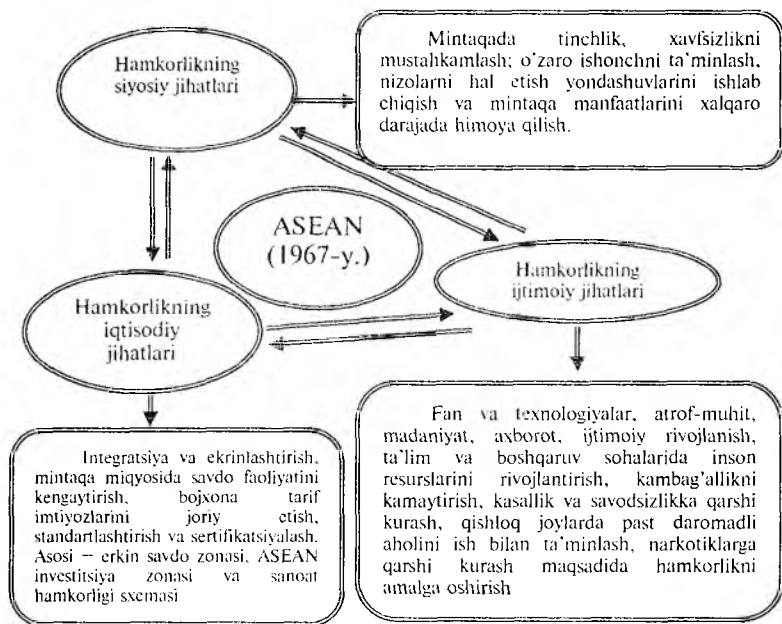 Hamkorlikning
siyosiy jihatlari
Mintaqada tinchlik, xavfsizlikni
mustahkamlash; o'zaro ishonchni ta'minlash,
nizolarni hal etish yondashuvlarini ishlab
chiqish va mintaqa manfaatlarini xalqaro
darajada himoya qilish.
ASEAN
(1967-y.)
Hamkorlikning
ijtimoiy jihatlari
Hamkorlikning
iqtisodiy
jihatlari
Integratsiya va ekrinlashtirish,
mintaqa miqyosida savdo faoliyatini
kengaytirish, bojxona tarif
imtiyozlarini joriy etish,
standartlashtirish va sertifikatsiyalash.
Asosi – erkin savdo zonasi, ASEAN
investitsiya zonasi va sanoat
hamkorligi sxemasi
Fan va texnologiyalar, atrof-muhit,
madaniyat, axborot, ijtimoiy rivojlanish,
ta'lim va boshqaruv sohalarida inson
resurslarini rivojlantirish, kambag'allikni
kamaytirish, kasallik va savodsizlikka qarshi
kurash, qishloq joylarda past daromadli
aholini ish bilan ta'minlash, narkotiklarga
qarshi kurash maqsadida hamkorlikni
amalga oshirish